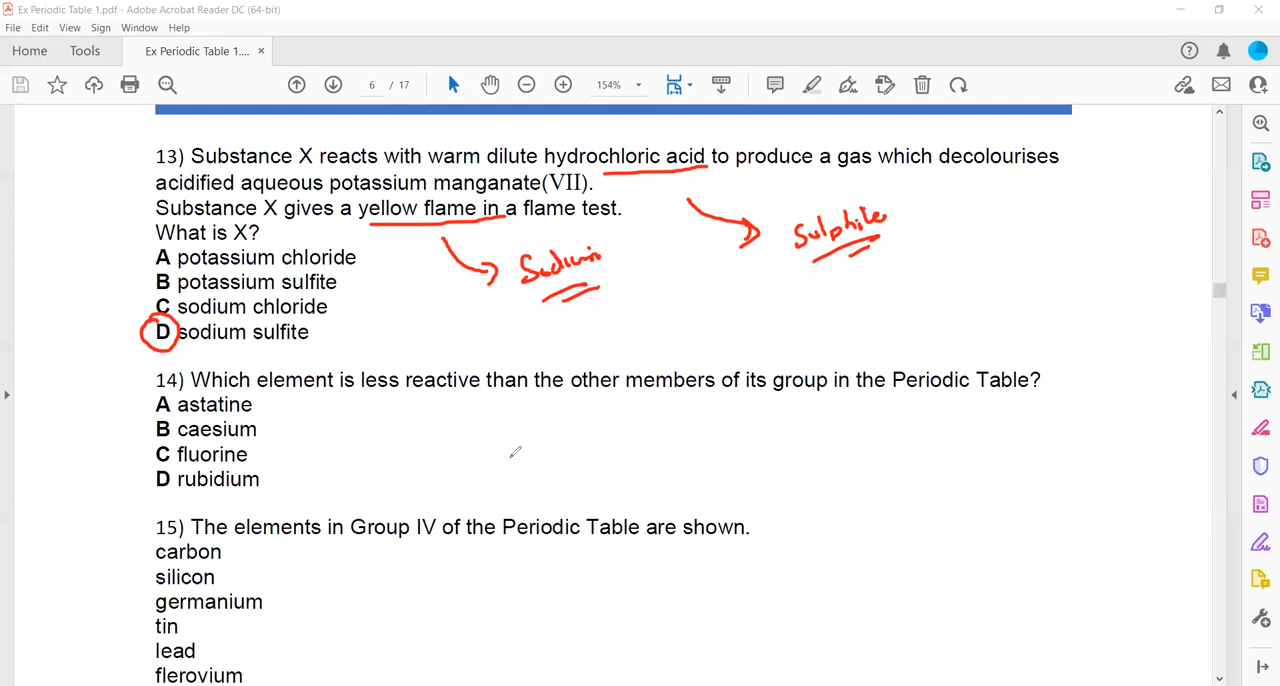 Ex Periodic Table 1.pdf - Adobe Acrobat Reader DC (64-bit)
File Edit View Sign Window Help
Home Tools Ex Periodic Table 1.... ×
6 / 17 154%
13) Substance X reacts with warm dilute hydrochloric acid to produce a gas which decolourises
acidified aqueous potassium manganate(VII).
Substance X gives a yellow flame in a flame test.
Sulphite
What is X?
A potassium chloride
Sodium
B potassium sulfite
C sodium chloride
D sodium sulfite
14) Which element is less reactive than the other members of its group in the Periodic Table?
A astatine
B caesium
C fluorine
D rubidium
15) The elements in Group IV of the Periodic Table are shown.
carbon
silicon
germanium
tin
lead
flerovium